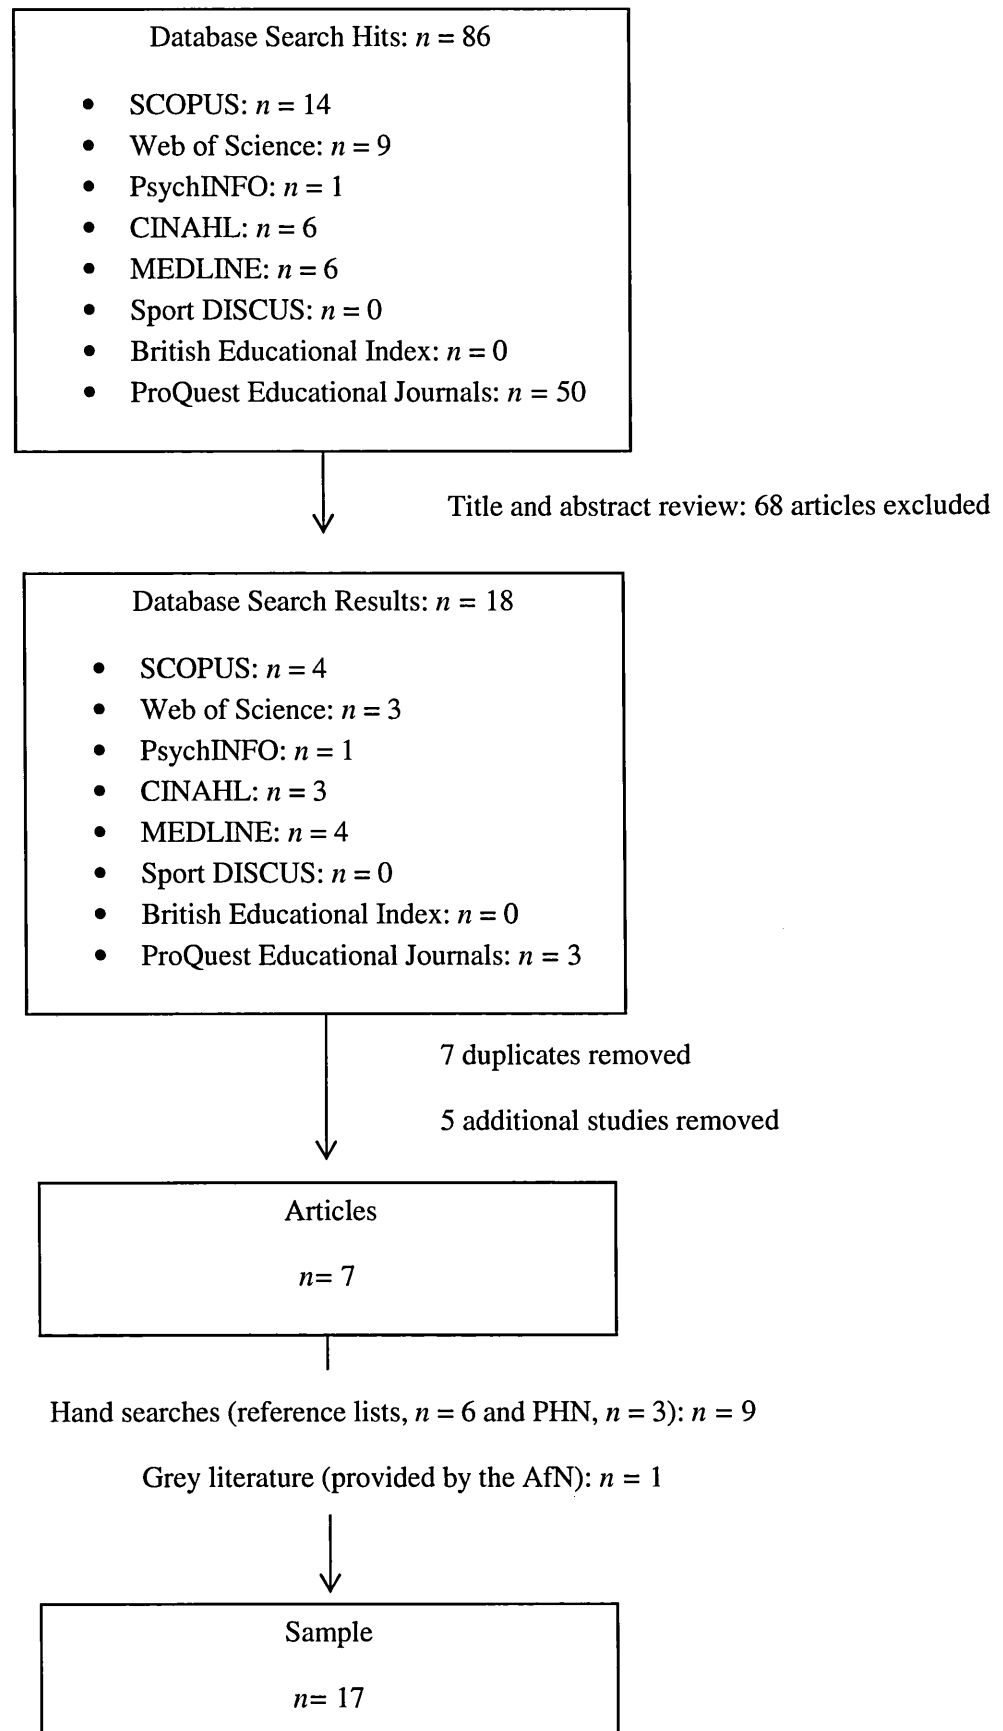 Database Search Hits: n = 86
• SCOPUS: n = 14
• Web of Science: n = 9
• PsychINFO: n = 1
• CINAHL: n = 6
• MEDLINE: n = 6
• Sport DISCUS: n = 0
• British Educational Index: n = 0
• ProQuest Educational Journals: n = 50
Title and abstract review: 68 articles excluded
Database Search Results: n = 18
• SCOPUS: n = 4
• Web of Science: n = 3
• PsychINFO: n = 1
• CINAHL: n = 3
• MEDLINE: n = 4
• Sport DISCUS: n = 0
• British Educational Index: n = 0
• ProQuest Educational Journals: n = 3
7 duplicates removed
5 additional studies removed
Articles
n= 7
Hand searches (reference lists, n = 6 and PHN, n = 3): n = 9
Grey literature (provided by the AfN): n = 1
Sample
n= 17